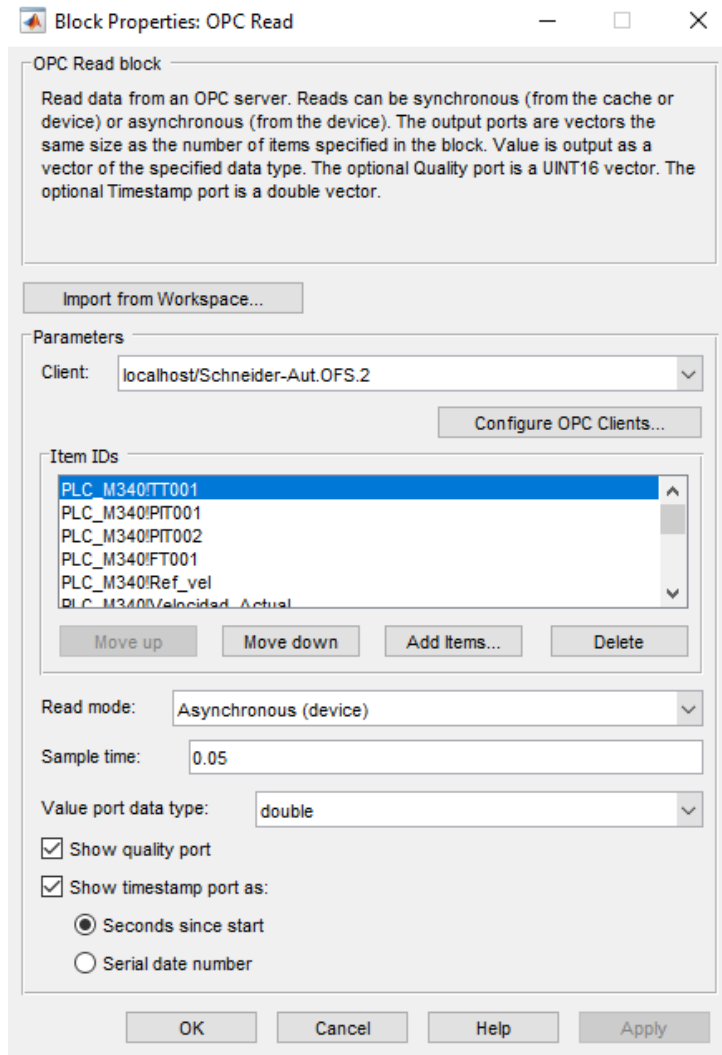 Block Properties: OPC Read
OPC Read block
Read data from an OPC server. Reads can be synchronous (from the cache or
device) or asynchronous (from the device). The output ports are vectors the
same size as the number of items specified in the block. Value is output as a
vector of the specified data type. The optional Quality port is a UINT16 vector. The
optional Timestamp port is a double vector.
Import from Workspace...
Parameters
Client: localhost/Schneider-Aut.OFS.2
Configure OPC Clients...
Item IDs
PLC_M340!TT001
PLC_M340!PIT001
PLC_M340!PIT002
PLC_M340!FT001
PLC_M340!Ref_vel
PLC_M340!Velocidad_Actual
Move up Move down Add Items... Delete
Read mode: Asynchronous (device)
Sample time: 0.05
Value port data type: double
Show quality port
Show timestamp port as:
Seconds since start
Serial date number
OK Cancel Help Apply